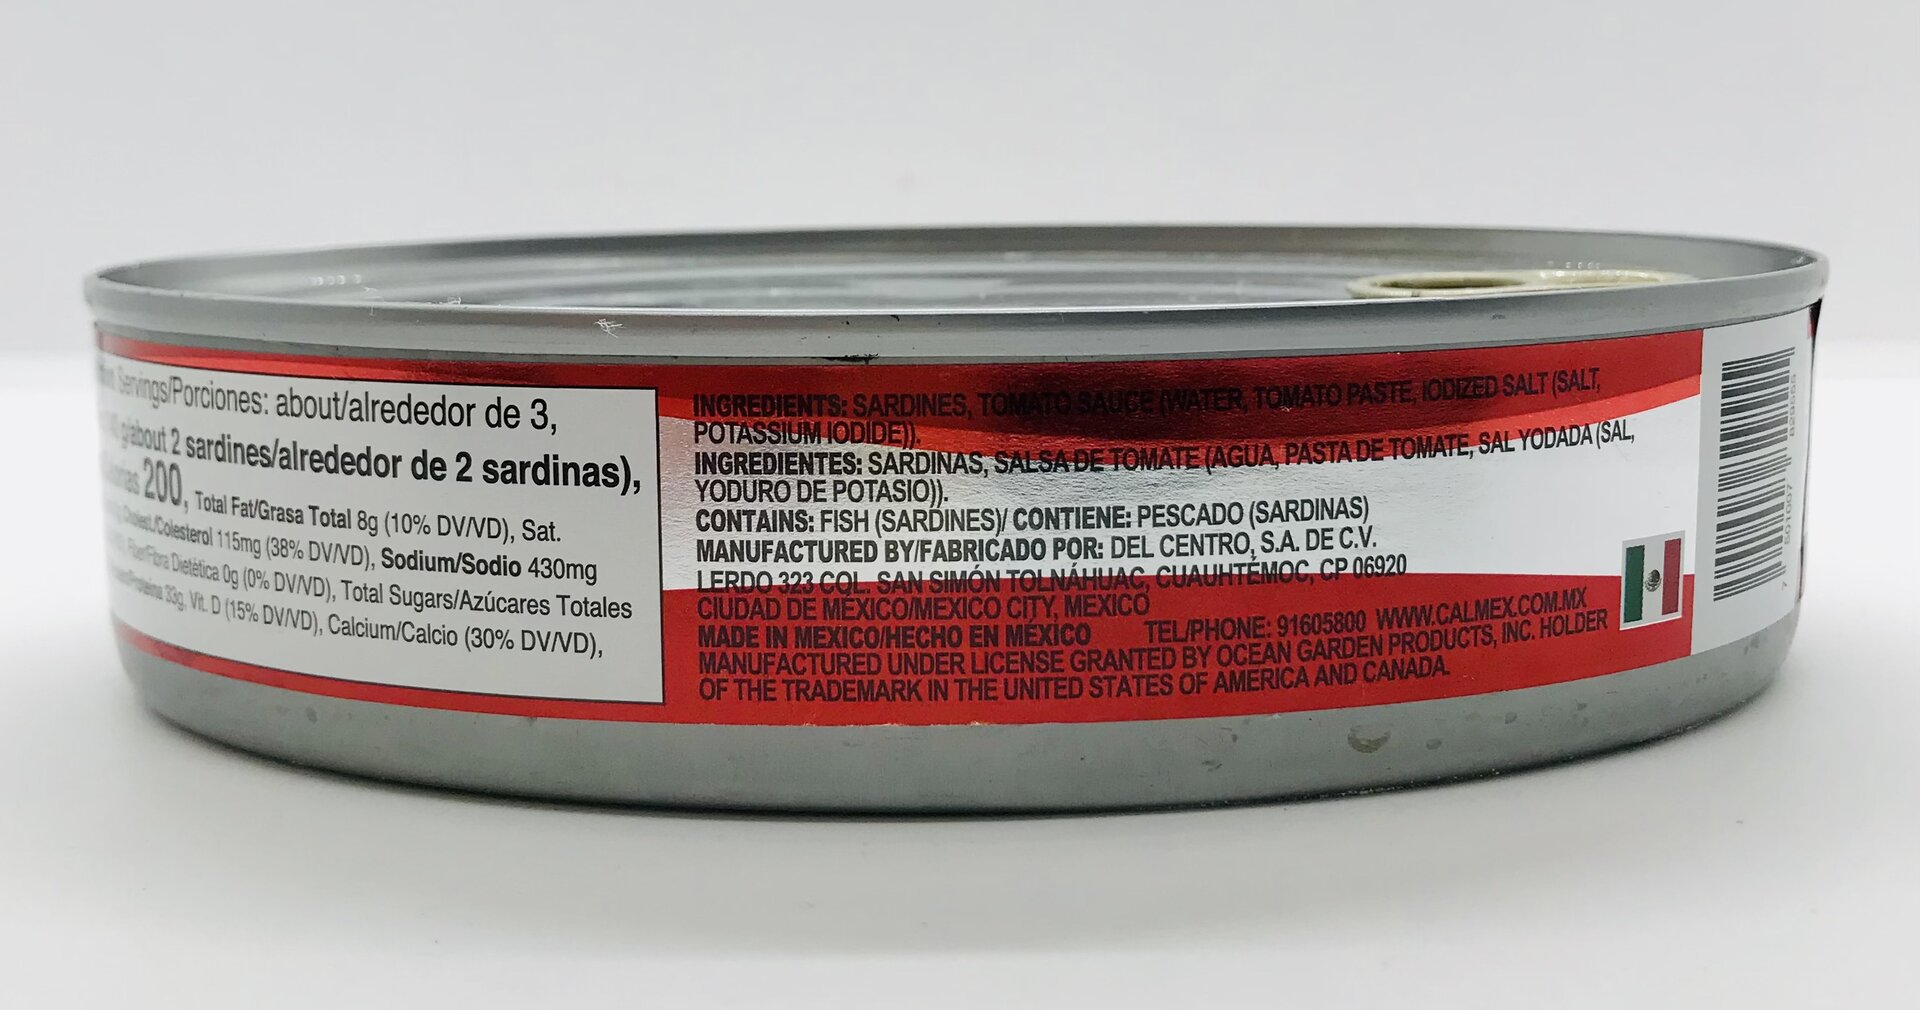 Servings/Porciones: about/alrededor de 3,
about 2 sardines/alrededor de 2 sardinas),
200, Total Fat/Grasa Total 8g (10% DV/VD), Sat.
Cholest./Colesterol 115mg (38% DV/VD), Sodium/Sodio 430mg
Fiber/Fibra Dietética 0g (0% DV/VD), Total Sugars/Azúcares Totales
33g, Vit. D (15% DV/VD), Calcium/Calcio (30% DV/VD),
INGREDIENTS: SARDINES, TOMATO SAUCE (WATER, TOMATO PASTE, IODIZED SALT (SALT,
POTASSIUM IODIDE)).
INGREDIENTES: SARDINAS, SALSA DE TOMATE (AGUA, PASTA DE TOMATE, SAL YODADA (SAL,
YODURO DE POTASIO)).
CONTAINS: FISH (SARDINES)/ CONTIENE: PESCADO (SARDINAS)
MANUFACTURED BY/FABRICADO POR: DEL CENTRO, S.A. DE C.V.
LERDO 323 COL. SAN SIMÓN TOLNÁHUAC, CUAUHTÉMOC, CP 06920
CIUDAD DE MÉXICO/MEXICO CITY, MEXICO
MADE IN MEXICO/HECHO EN MÉXICO TEL/PHONE: 91605800 WWW.CALMEX.COM.MX
MANUFACTURED UNDER LICENSE GRANTED BY OCEAN GARDEN PRODUCTS, INC. HOLDER
OF THE TRADEMARK IN THE UNITED STATES OF AMERICA AND CANADA.